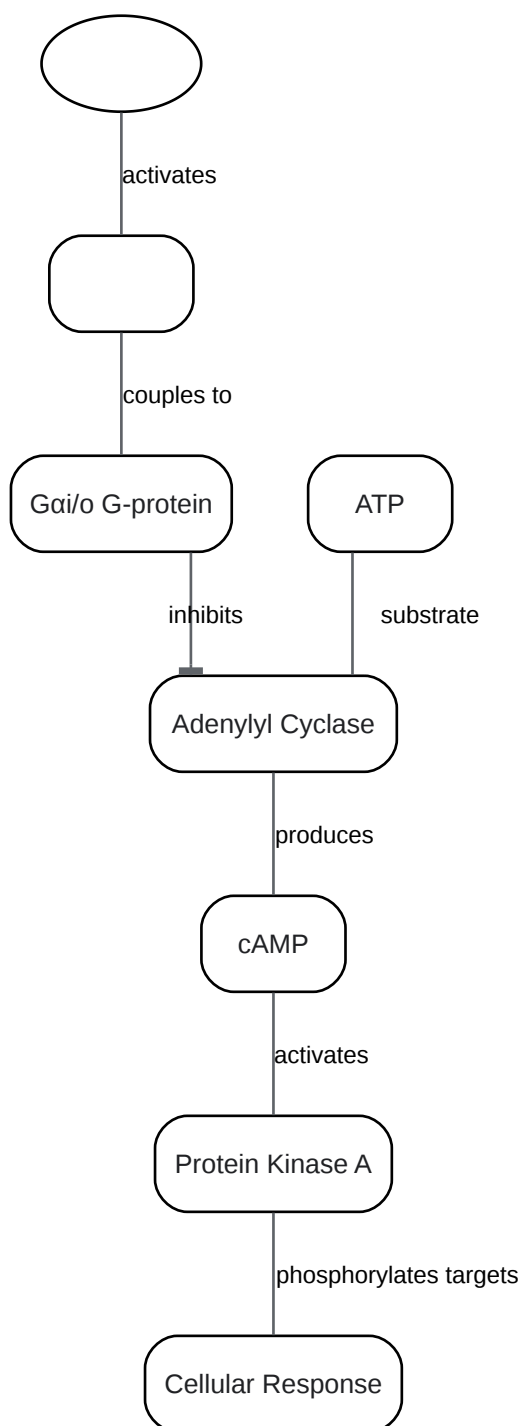 activates
couples to
Gαi/o G-protein
ATP
inhibits
substrate
Adenylyl Cyclase
produces
cAMP
activates
Protein Kinase A
phosphorylates targets
Cellular Response